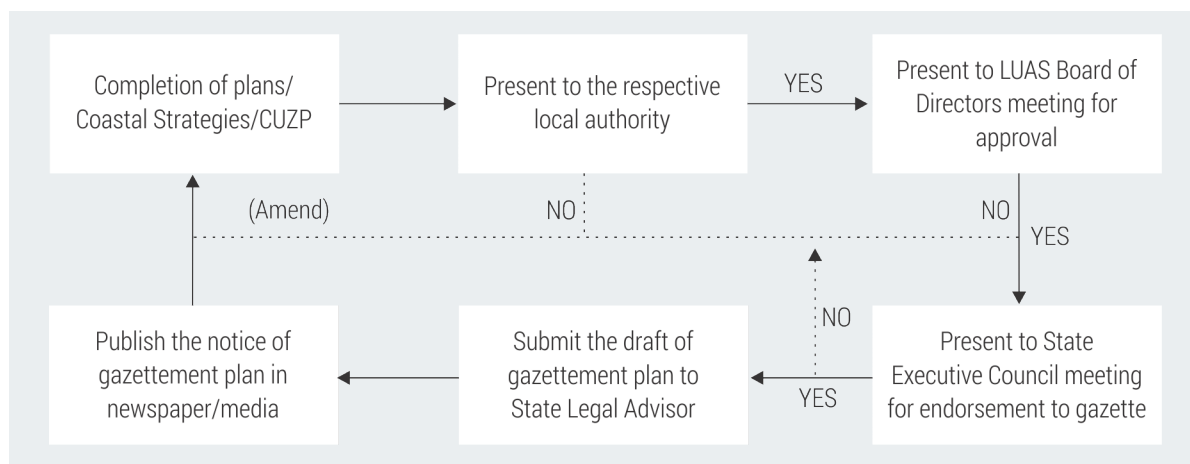 Completion of plans/
Coastal Strategies/CUZP
Present to the respective
local authority
YES
Present to LUAS Board of
Directors meeting for
approval
(Amend)
NO
NO
YES
Publish the notice of
gazettement plan in
newspaper/media
Submit the draft of
gazettement plan to
State Legal Advisor
NO
YES
Present to State
Executive Council meeting
for endorsement to gazette